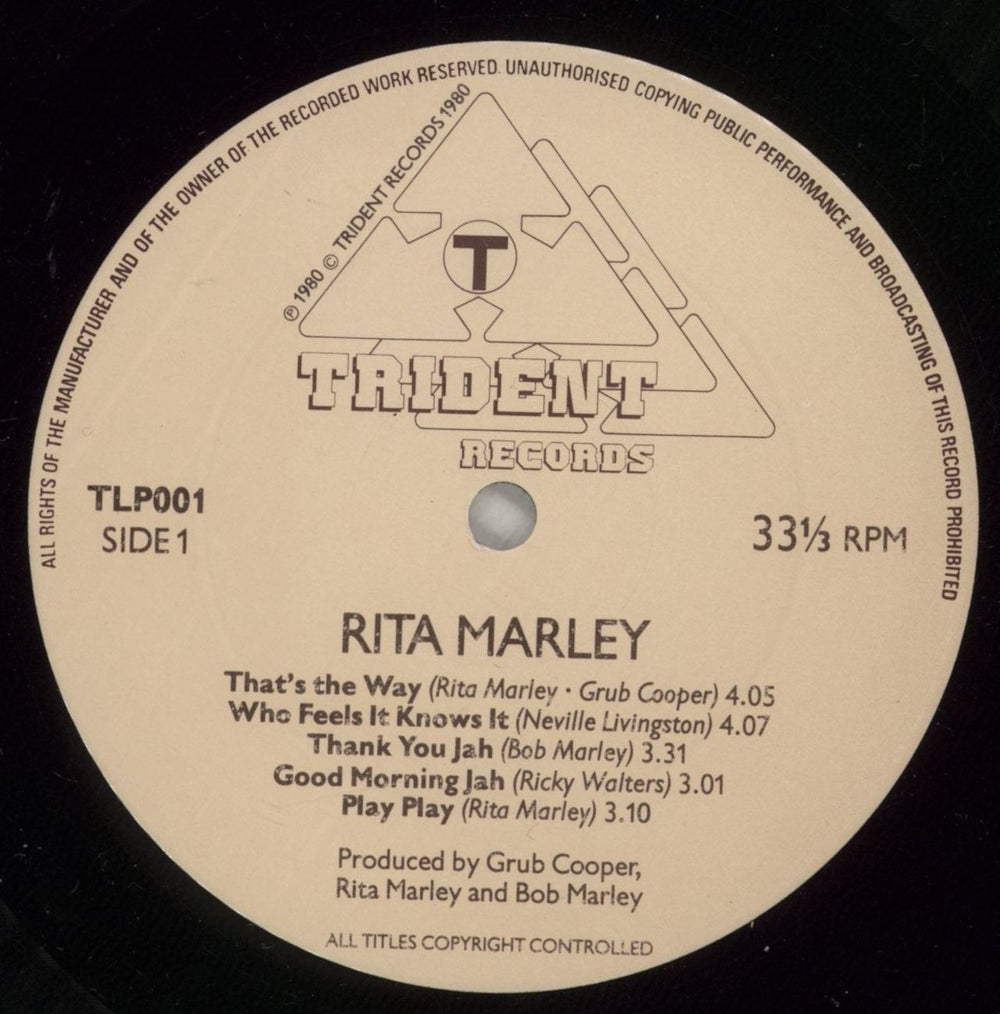 ALL RIGHTS OF THE MANUFACTURER AND OF THE OWNER OF THE RECORDED WORK RESERVED. UNAUTHORISED COPYING PUBLIC PERFORMANCE AND BROADCASTING OF THIS RECORD PROHIBITED
℗ 1980 © TRIDENT RECORDS 1980
T
TRIDENT
RECORDS
TLP001
SIDE 1
33⅓ RPM
RITA MARLEY
That's the Way (Rita Marley · Grub Cooper) 4.05
Who Feels It Knows It (Neville Livingston) 4.07
Thank You Jah (Bob Marley) 3.31
Good Morning Jah (Ricky Walters) 3.01
Play Play (Rita Marley) 3.10
Produced by Grub Cooper,
Rita Marley and Bob Marley
ALL TITLES COPYRIGHT CONTROLLED